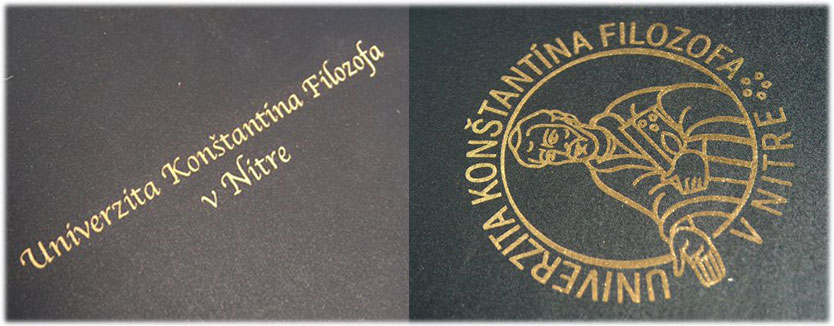 Univerzita Konštantína Filozofa
v Nitre
UNIVERZITA KONŠTANTÍNA FILOZOFA
V NITRE